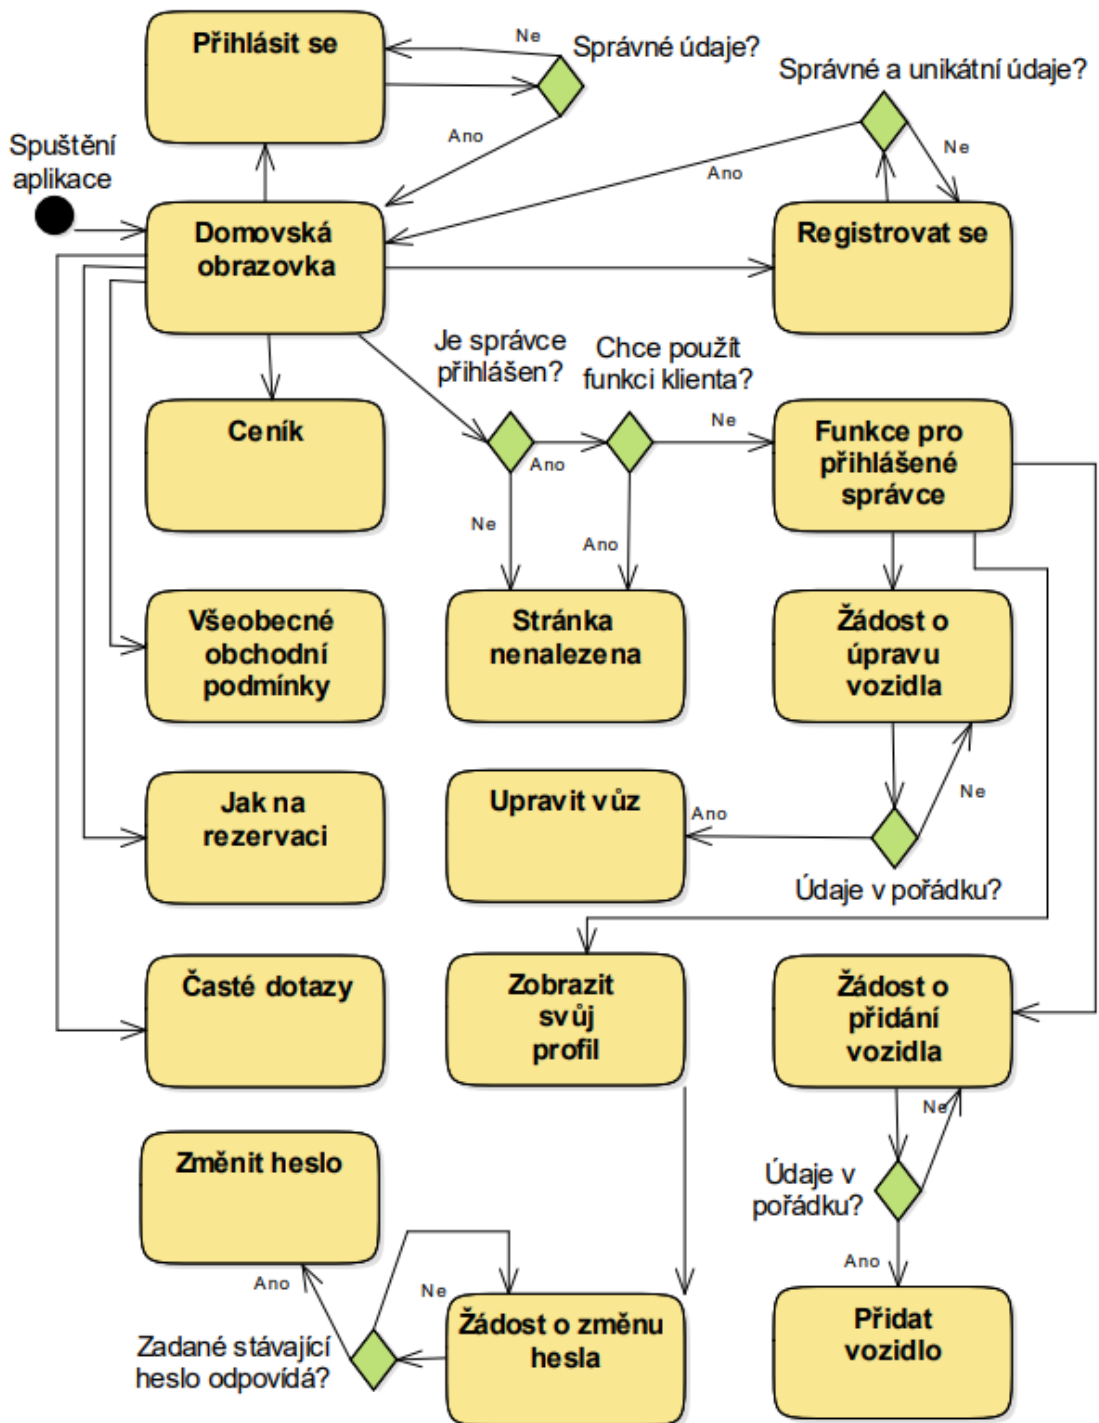 Přihlásit se
Ne
Správné údaje?
Ano
Správné a unikátní údaje?
Ne
Ano
Spuštění
aplikace
Domovská
obrazovka
Registrovat se
Je správce
přihlášen?
Chce použít
funkci klienta?
Ceník
Ano
Ne
Ne
Ano
Funkce pro
přihlášené
správce
Všeobecné
obchodní
podmínky
Stránka
nenalezena
Žádost o
úpravu
vozidla
Jak na
rezervaci
Upravit vůz
Ano
Ne
Údaje v pořádku?
Časté dotazy
Zobrazit
svůj
profil
Žádost o
přidání
vozidla
Ne
Změnit heslo
Údaje v
pořádku?
Ano
Ano
Ne
Zadané stávající
heslo odpovídá?
Žádost o změnu
hesla
Přidat
vozidlo